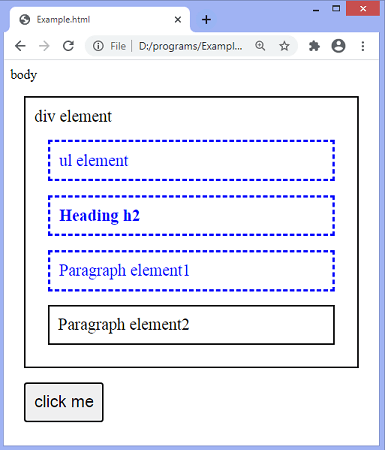 Example.html
File D:/programs/Exampl...
body
div element
ul element
Heading h2
Paragraph element1
Paragraph element2
click me